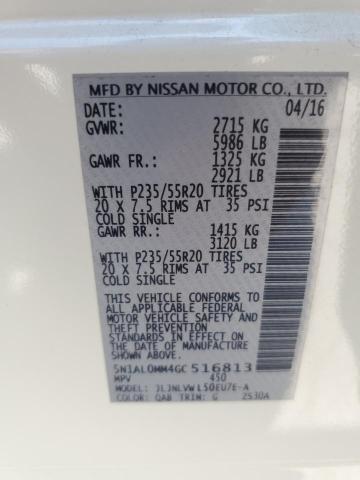 MFD BY NISSAN MOTOR CO., LTD.
DATE: 04/16
GVWR: 2715 KG
5986 LB
GAWR FR: 1325 KG
2921 LB
WITH P235/55R20 TIRES
20 X 7.5 RIMS AT 35 PSI
COLD SINGLE
GAWR RR: 1415 KG
3120 LB
WITH P235/55R20 TIRES
20 X 7.5 RIMS AT 35 PSI
COLD SINGLE
THIS VEHICLE CONFORMS TO
ALL APPLICABLE FEDERAL
MOTOR VEHICLE SAFETY AND
THEFT PREVENTION
STANDARDS IN EFFECT ON
THE DATE OF MANUFACTURE
SHOWN ABOVE.
5N1AL0MM4GC 516813
MPV 450
MODEL: JLJNLVWL50EU7E-A
COLOR: QAB TRIM: G 2530A